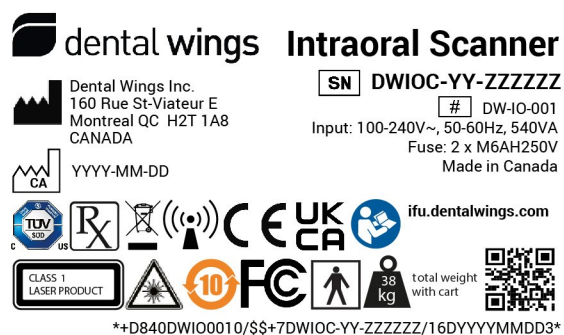 dental wings Intraoral Scanner
SN DWIOC-YY-ZZZZZZ
Dental Wings Inc.
160 Rue St-Viateur E
Montreal QC H2T 1A8
CANADA
# DW-IO-001
Input: 100-240V~, 50-60Hz, 540VA
Fuse: 2 x M6AH250V
Made in Canada
CA YYYY-MM-DD
C TÜV SÜD US
Rx
CE
UK
CA
ifu.dentalwings.com
CLASS 1
LASER PRODUCT
10
FC
38
kg
total weight
with cart
*+D840DWIO0010/$$+7DWIOC-YY-ZZZZZZ/16DYYYYMMDD3*